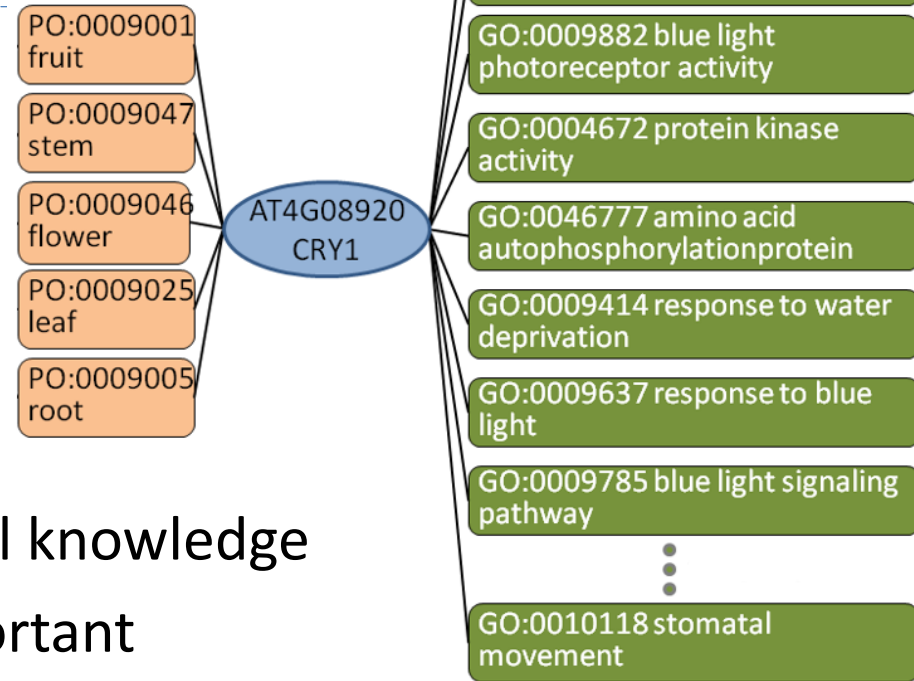 PO:0009001
fruit
PO:0009047
stem
PO:0009046
flower
PO:0009025
leaf
PO:0009005
root
AT4G08920
CRY1
GO:0009882 blue light
photoreceptor activity
GO:0004672 protein kinase
activity
GO:0046777 amino acid
autophosphorylationprotein
GO:0009414 response to water
deprivation
GO:0009637 response to blue
light
GO:0009785 blue light signaling
pathway
GO:0010118 stomatal
movement
knowledge